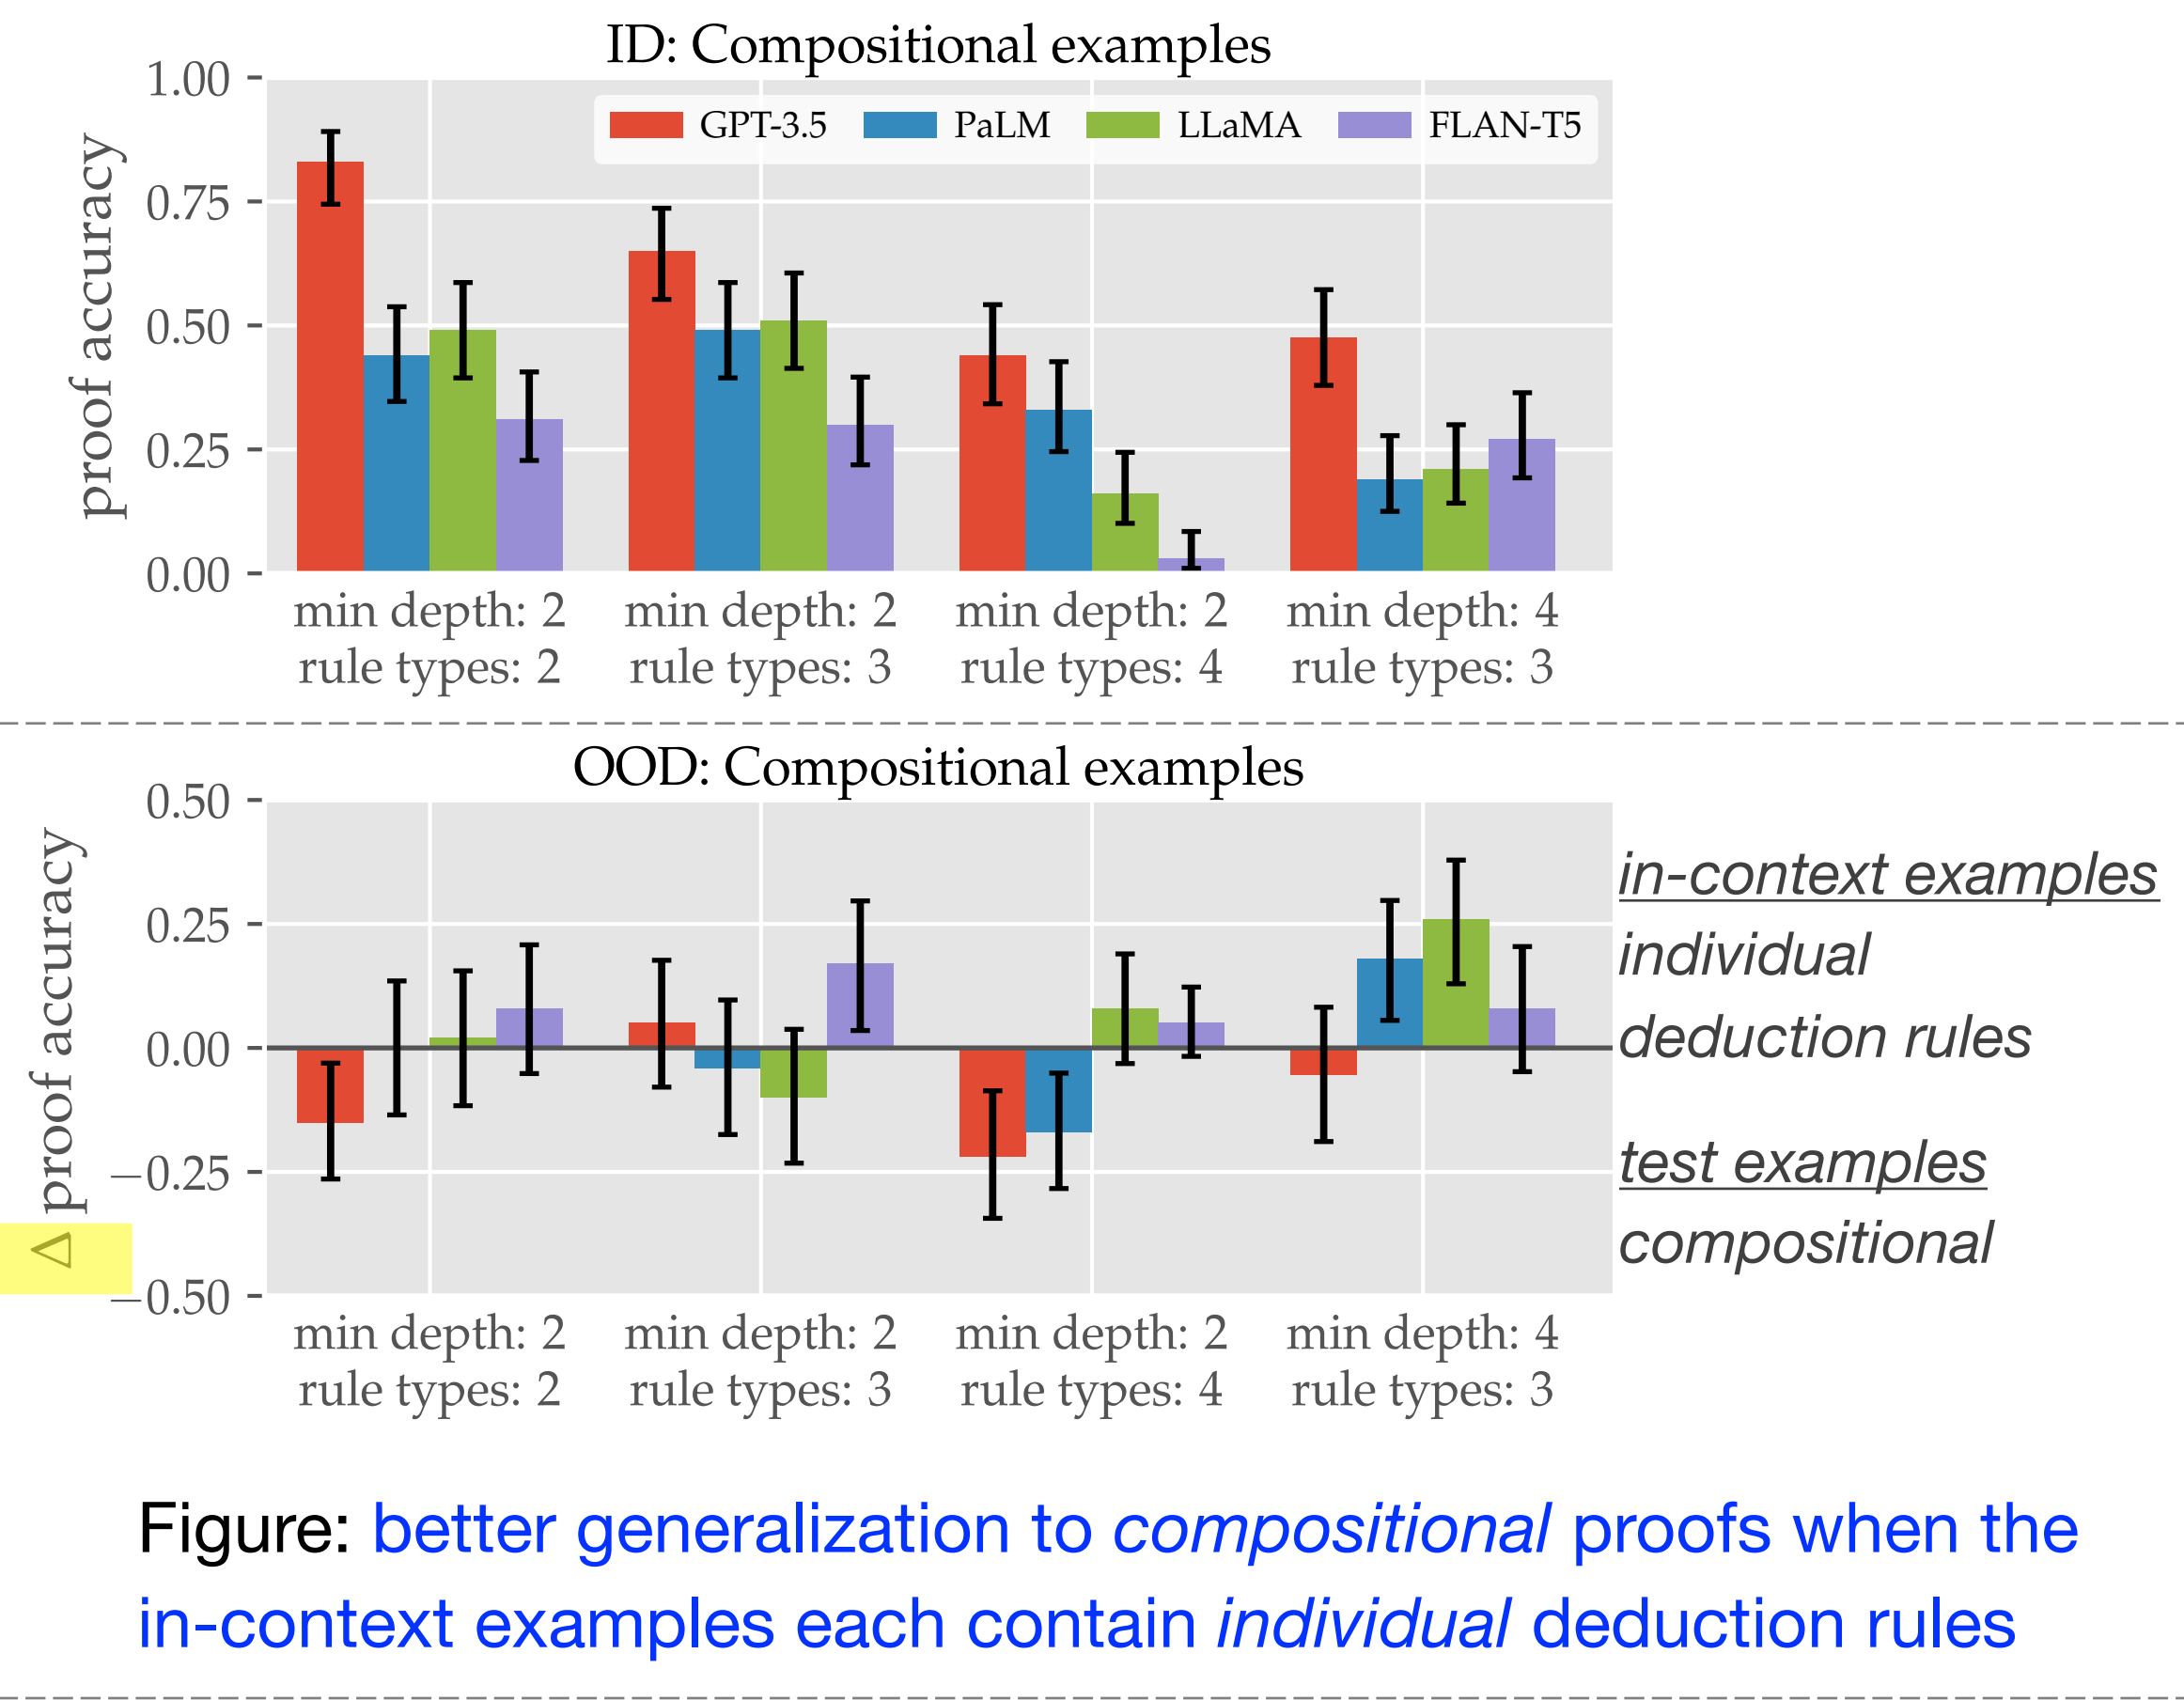 ID: Compositional examples
1.00
0.75
0.50
0.25
0.00
proof accuracy
GPT-3.5 PaLM LLaMA FLAN-T5
min depth: 2 min depth: 2 min depth: 2 min depth: 4
rule types: 2 rule types: 3 rule types: 4 rule types: 3
OOD: Compositional examples
0.50
0.25
0.00
−0.25
−0.50
Δ proof accuracy
in-context examples
individual
deduction rules
test examples
compositional
min depth: 2 min depth: 2 min depth: 2 min depth: 4
rule types: 2 rule types: 3 rule types: 4 rule types: 3
Figure: better generalization to compositional proofs when the
in-context examples each contain individual deduction rules